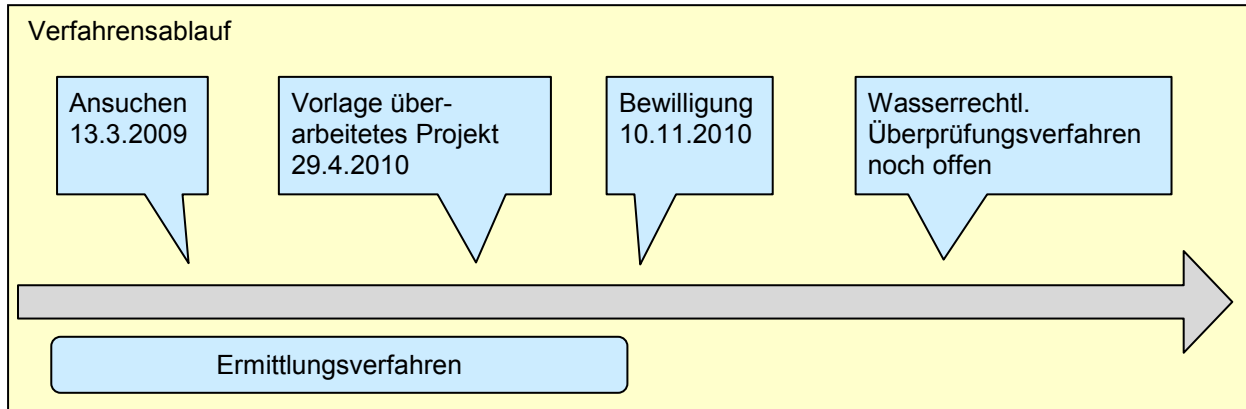 Verfahrensablauf
Ansuchen
13.3.2009
Vorlage über-
arbeitetes Projekt
29.4.2010
Bewilligung
10.11.2010
Wasserrechtl.
Überprüfungsverfahren
noch offen
Ermittlungsverfahren